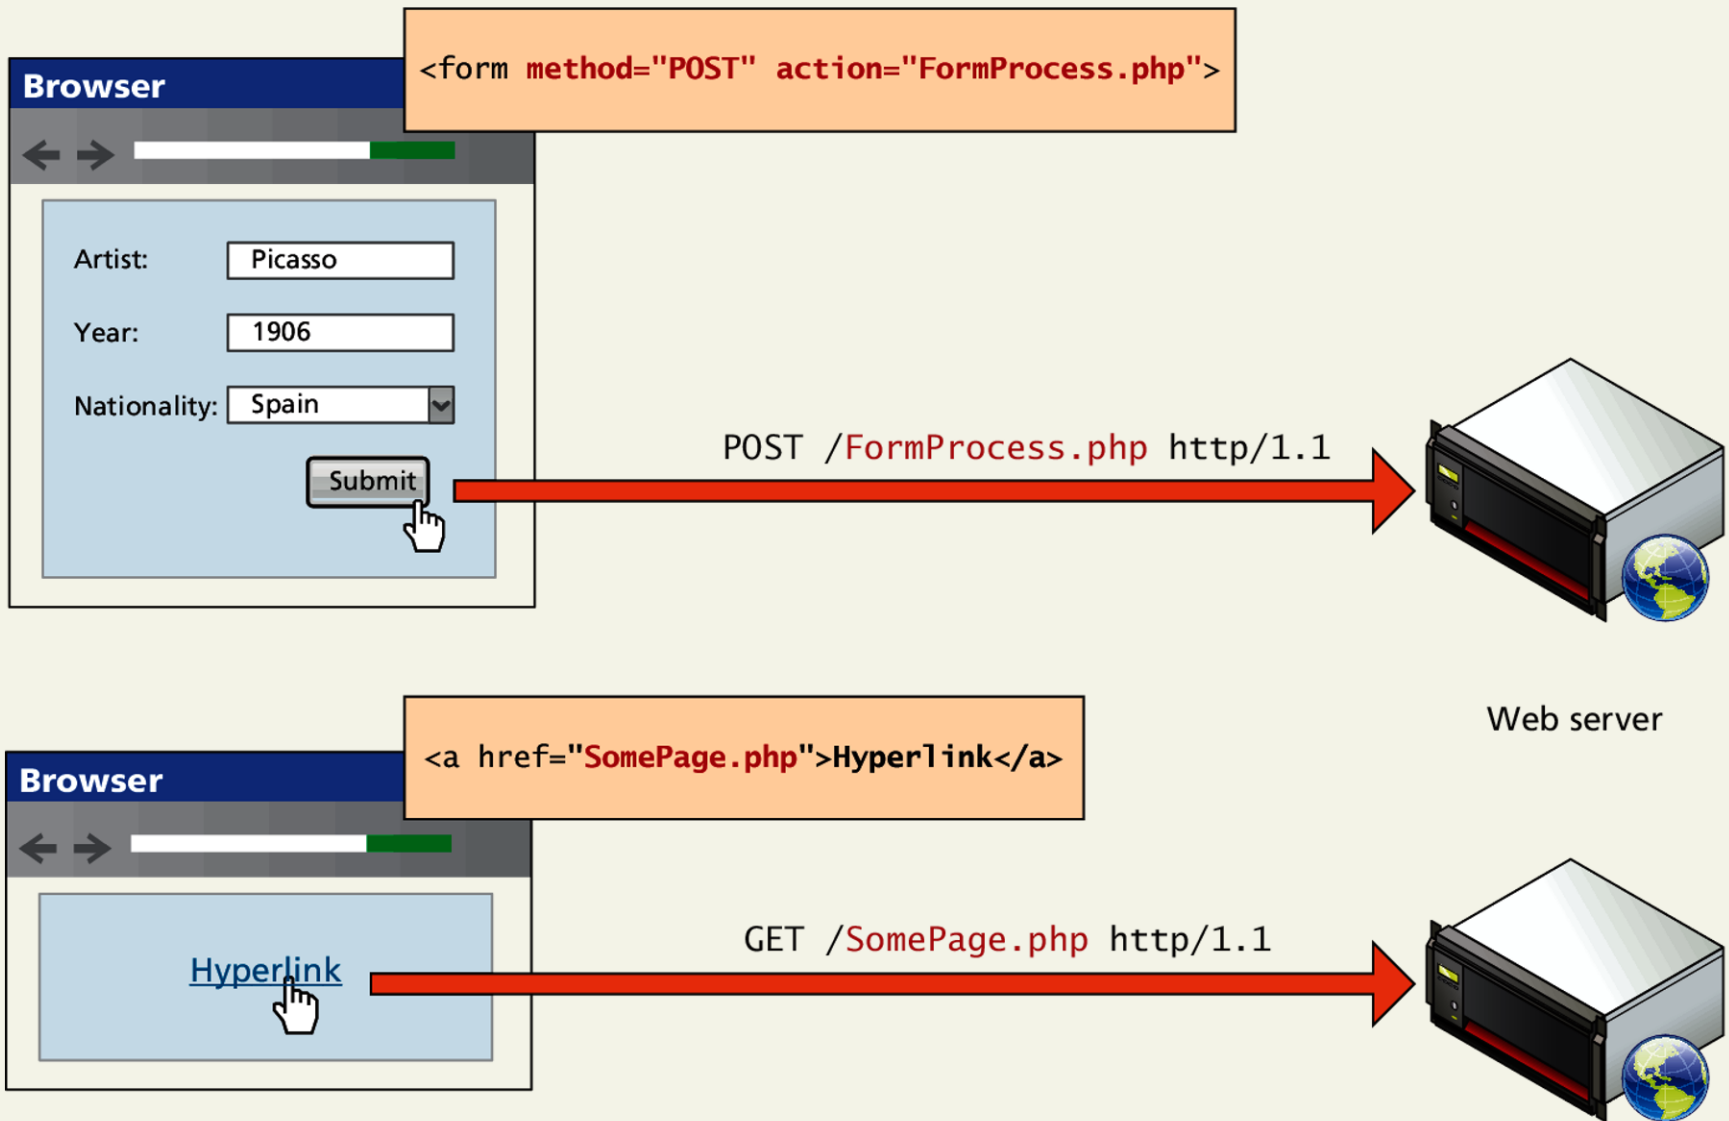 <form method="POST" action="FormProcess.php">
Browser
Artist: Picasso
Year: 1906
Nationality: Spain
Submit
POST /FormProcess.php http/1.1
Web server
<a href="SomePage.php">Hyperlink</a>
Browser
Hyperlink
GET /SomePage.php http/1.1